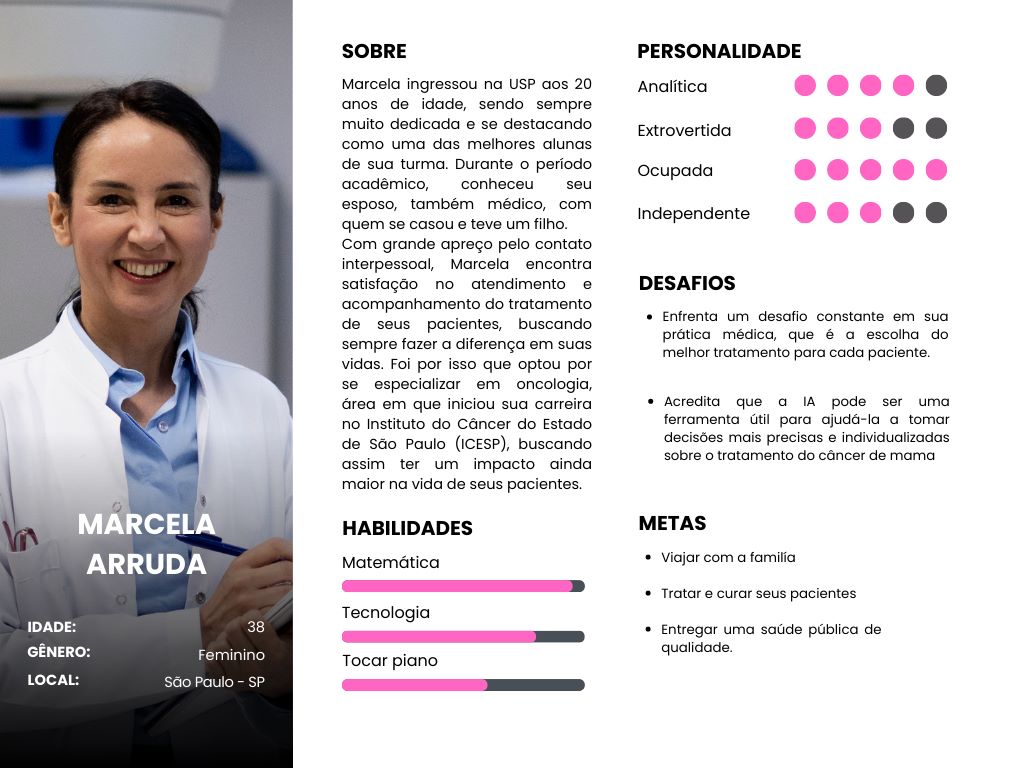 MARCELA
ARRUDA
IDADE: 38
GÊNERO: Feminino
LOCAL: São Paulo - SP
SOBRE
Marcela ingressou na USP aos 20
anos de idade, sendo sempre
muito dedicada e se destacando
como uma das melhores alunas
de sua turma. Durante o período
acadêmico, conheceu seu
esposo, também médico, com
quem se casou e teve um filho.
Com grande apreço pelo contato
interpessoal, Marcela encontra
satisfação no atendimento e
acompanhamento do tratamento
de seus pacientes, buscando
sempre fazer a diferença em suas
vidas. Foi por isso que optou por
se especializar em oncologia,
área em que iniciou sua carreira
no Instituto do Câncer do Estado
de São Paulo (ICESP), buscando
assim ter um impacto ainda
maior na vida de seus pacientes.
HABILIDADES
Matemática
Tecnologia
Tocar piano
PERSONALIDADE
Analítica
Extrovertida
Ocupada
Independente
DESAFIOS
• Enfrenta um desafio constante em sua
prática médica, que é a escolha do
melhor tratamento para cada paciente.
• Acredita que a IA pode ser uma
ferramenta útil para ajudá-la a tomar
decisões mais precisas e individualizadas
sobre o tratamento do câncer de mama
METAS
• Viajar com a familía
• Tratar e curar seus pacientes
• Entregar uma saúde pública de
qualidade.